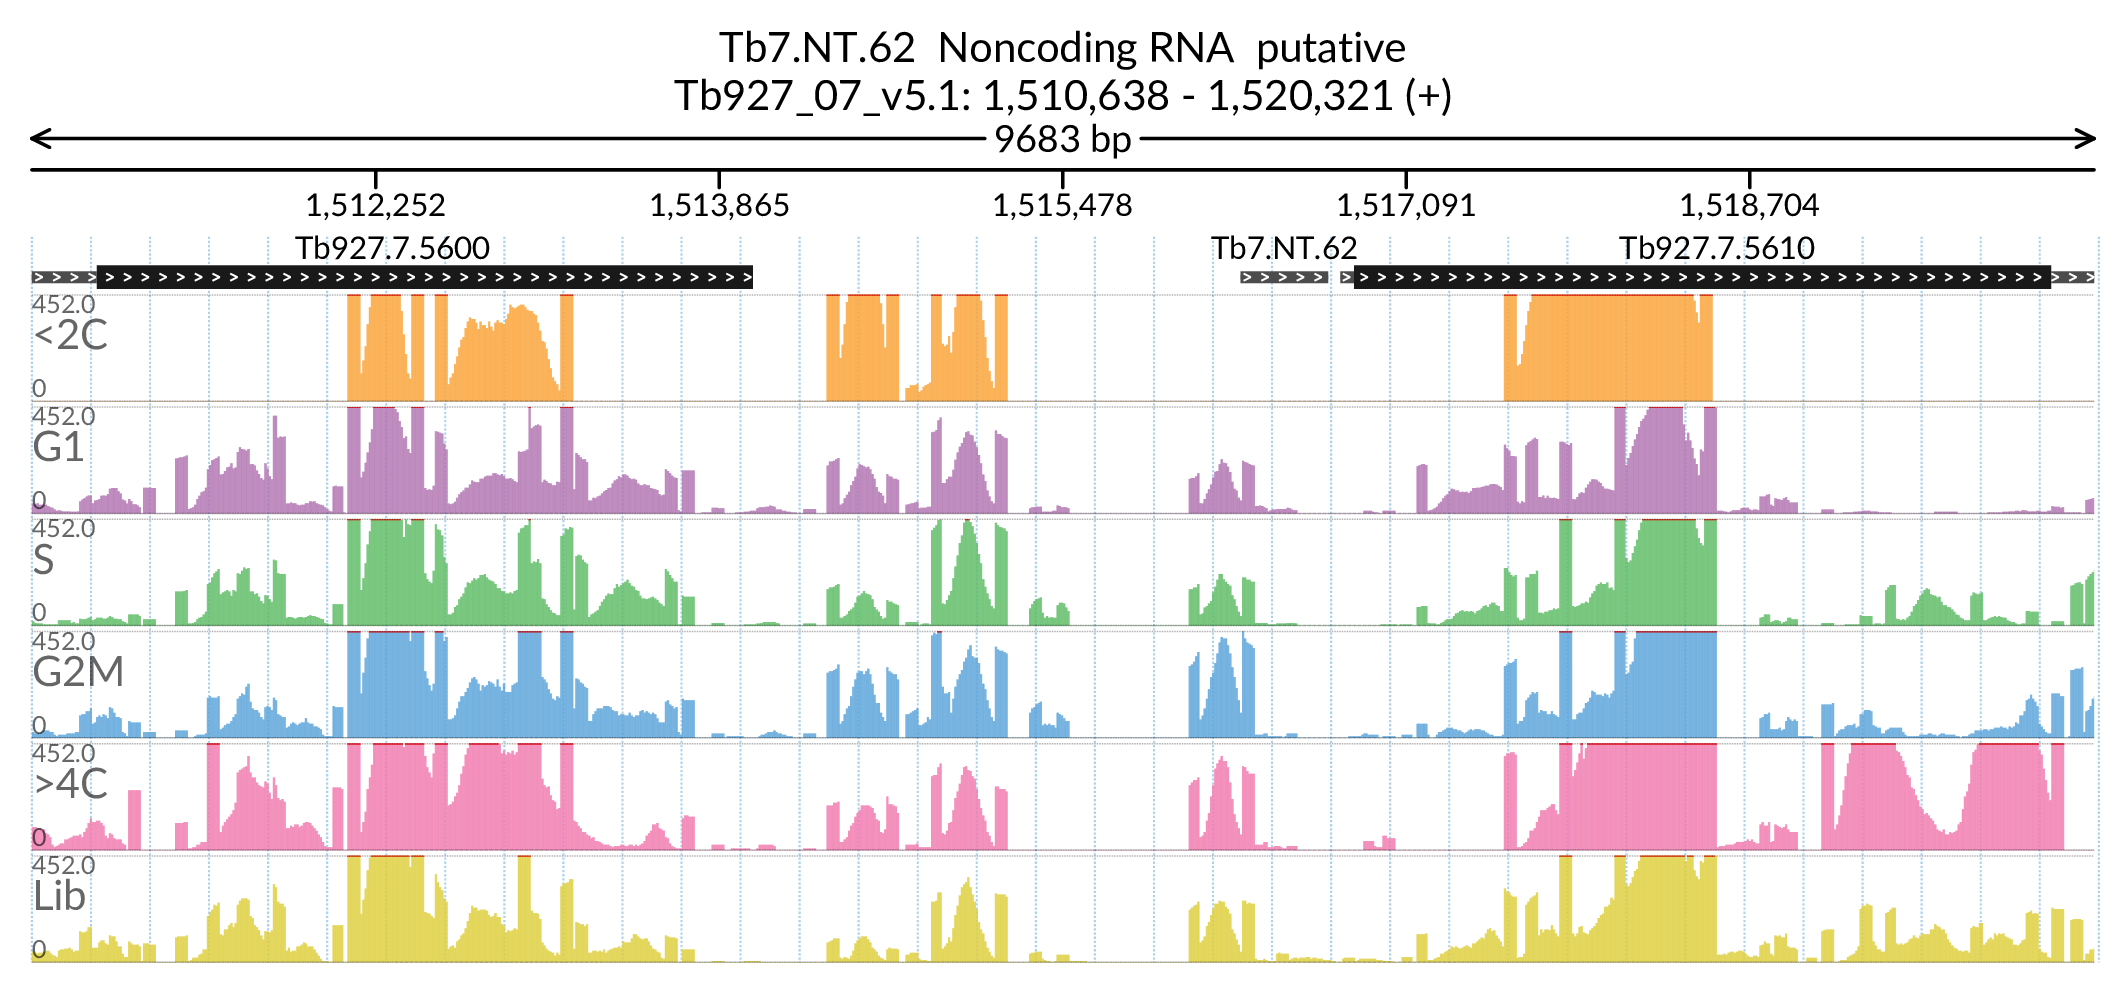 Tb7.NT.62 Noncoding RNA putative
Tb927_07_v5.1: 1,510,638 - 1,520,321 (+)
9683 bp
1,512,252 1,513,865 1,515,478 1,517,091 1,518,704
Tb927.7.5600 Tb7.NT.62 Tb927.7.5610
452.0
<2C
0
452.0
G1
0
452.0
S
0
452.0
G2M
0
452.0
>4C
0
452.0
Lib
0